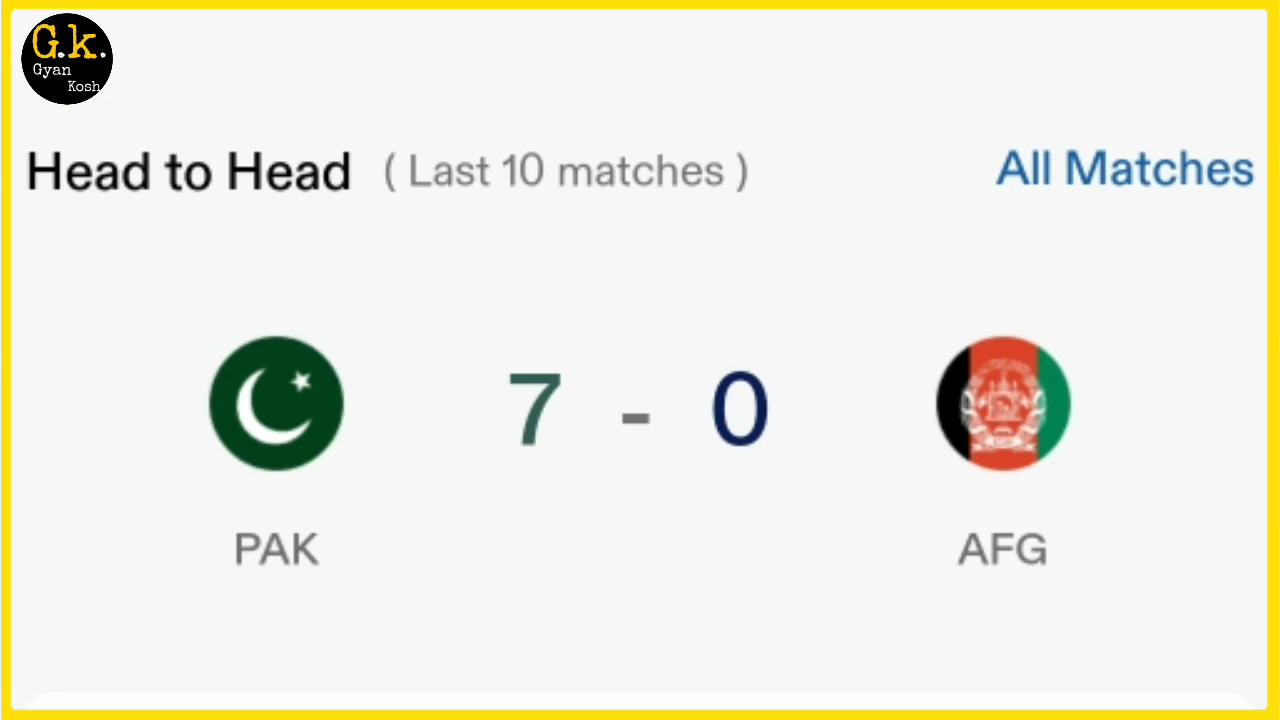 G.k.
Gyan
Kosh
Head to Head ( Last 10 matches ) All Matches
7 - 0
PAK AFG